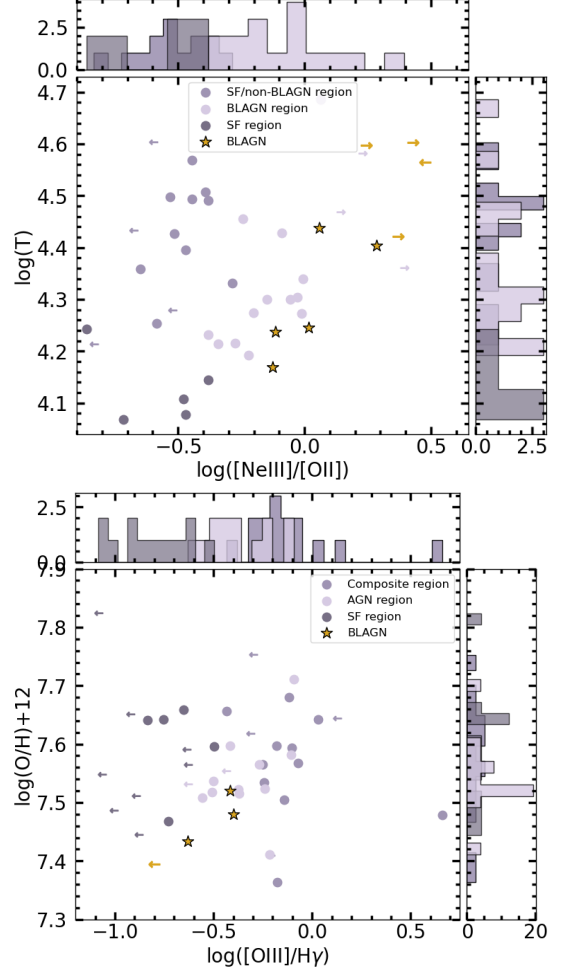 2.5
0.0
4.7
4.6
4.5
4.4
4.3
4.2
4.1
log(T)
SF/non-BLAGN region
BLAGN region
SF region
BLAGN
−0.5
0.0
0.5
log([NeIII]/[OII])
0.0
2.5
2.5
0.0
7.9
7.8
7.7
7.6
7.5
7.4
7.3
log(O/H)+12
Composite region
AGN region
SF region
BLAGN
−1.0
−0.5
0.0
0.5
log([OIII]/Hγ)
0
20